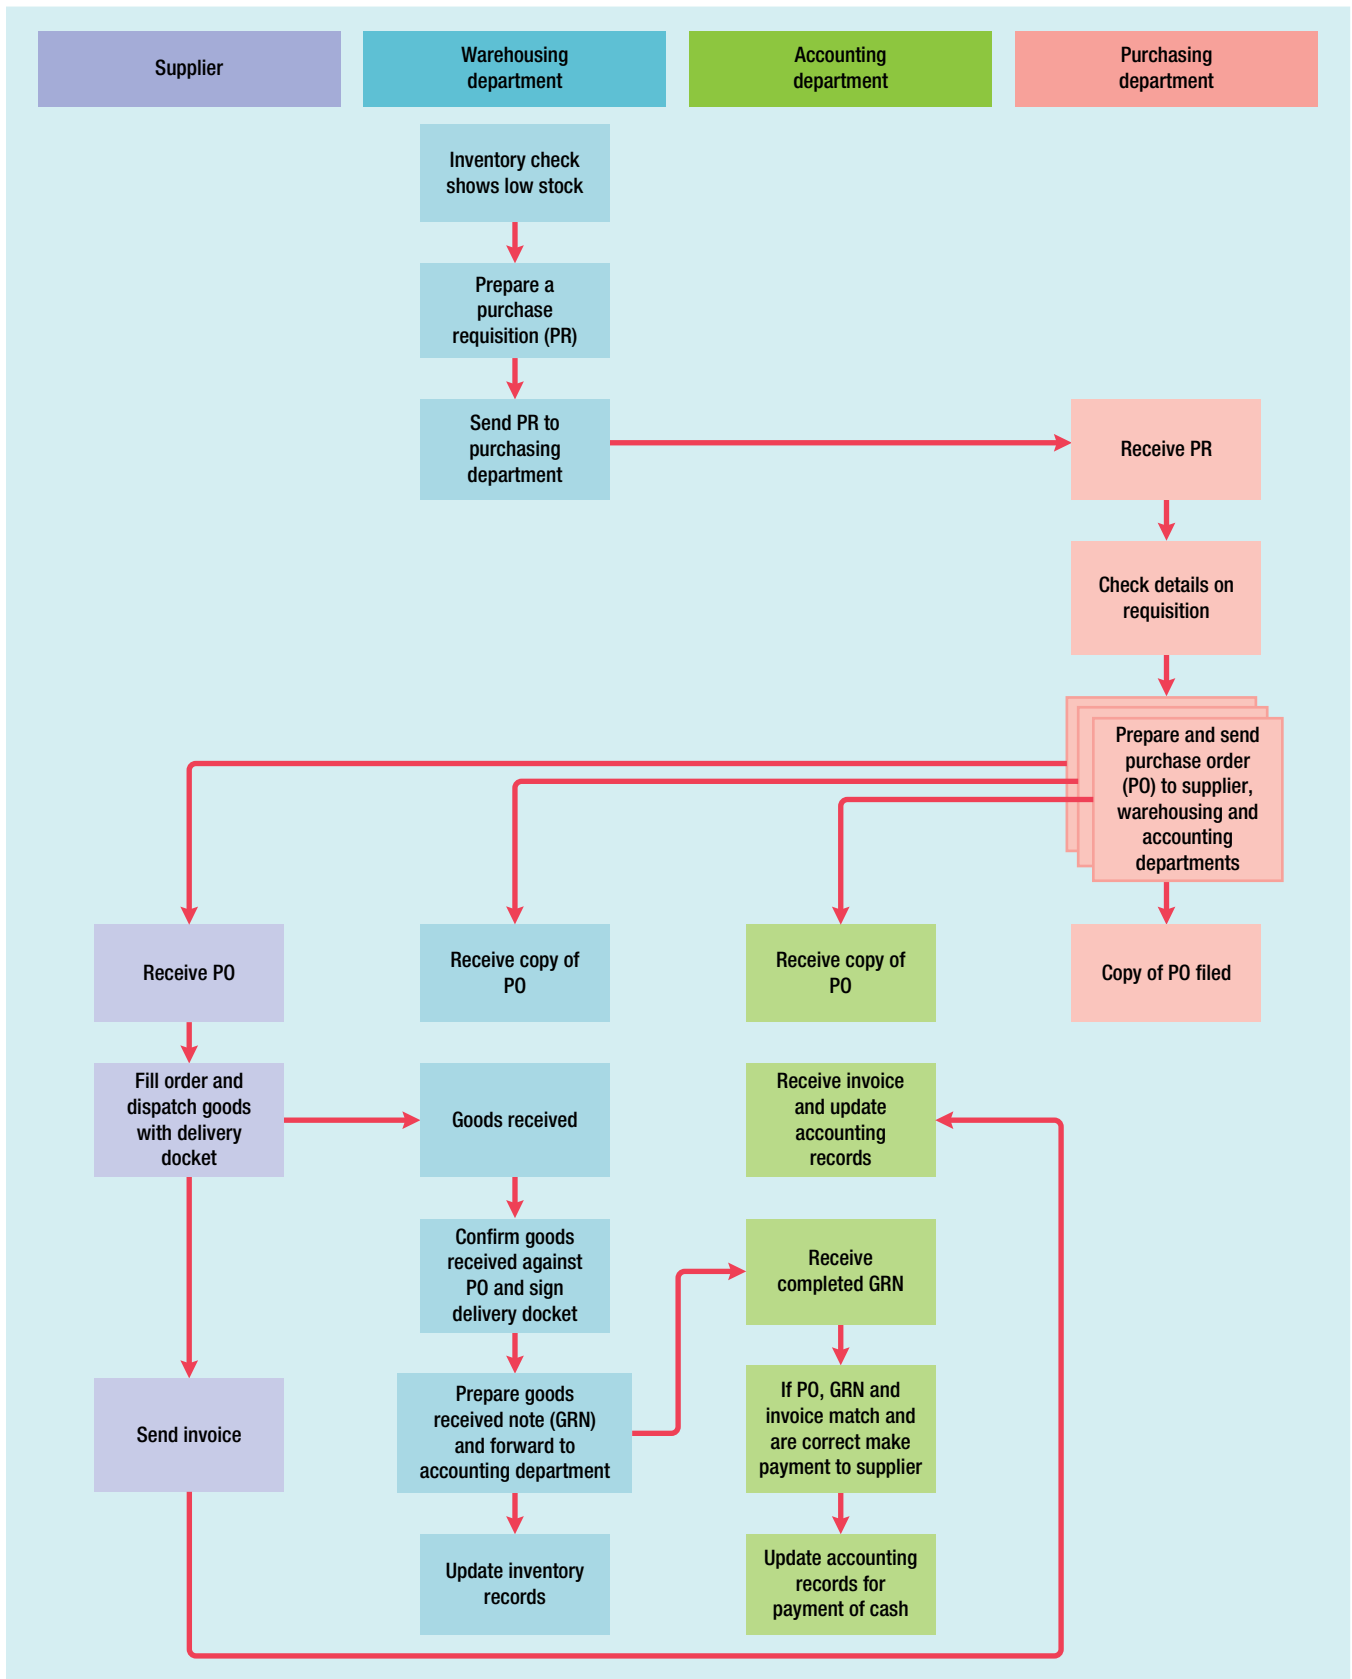 Supplier
Warehousing
department
Accounting
department
Purchasing
department
Inventory check
shows low stock
Prepare a
purchase
requisition (PR)
Send PR to
purchasing
department
Receive PR
Check details on
requisition
Prepare and send
purchase order
(PO) to supplier,
warehousing and
accounting
departments
Receive PO
Receive copy of
PO
Receive copy of
PO
Copy of PO filed
Fill order and
dispatch goods
with delivery
docket
Goods received
Receive invoice
and update
accounting
records
Confirm goods
received against
PO and sign
delivery docket
Receive
completed GRN
Send invoice
Prepare goods
received note (GRN)
and forward to
accounting department
If PO, GRN and
invoice match and
are correct make
payment to supplier
Update inventory
records
Update accounting
records for
payment of cash